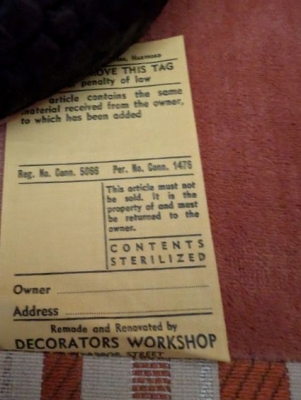 OVE THIS TAG
penalty of law
article contains the same
material received from the owner,
to which has been added
Reg. No. Conn. 5066 Per. No. Conn. 1476
This article must not
be sold. It is the
property of and must
be returned to the
owner.
CONTENTS
STERILIZED
Owner
Address
Remade and Renovated by
DECORATORS WORKSHOP
STREET